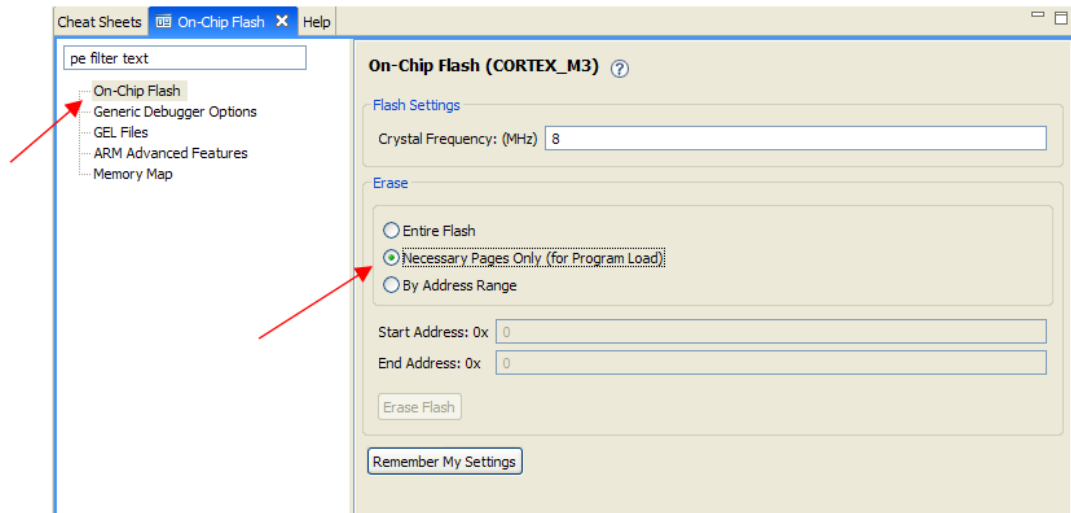 Cheat Sheets On-Chip Flash Help
pe filter text
On-Chip Flash
Generic Debugger Options
GEL Files
ARM Advanced Features
Memory Map
On-Chip Flash (CORTEX_M3)
Flash Settings
Crystal Frequency: (MHz) 8
Erase
Entire Flash
Necessary Pages Only (for Program Load)
By Address Range
Start Address: 0x 0
End Address: 0x 0
Erase Flash
Remember My Settings